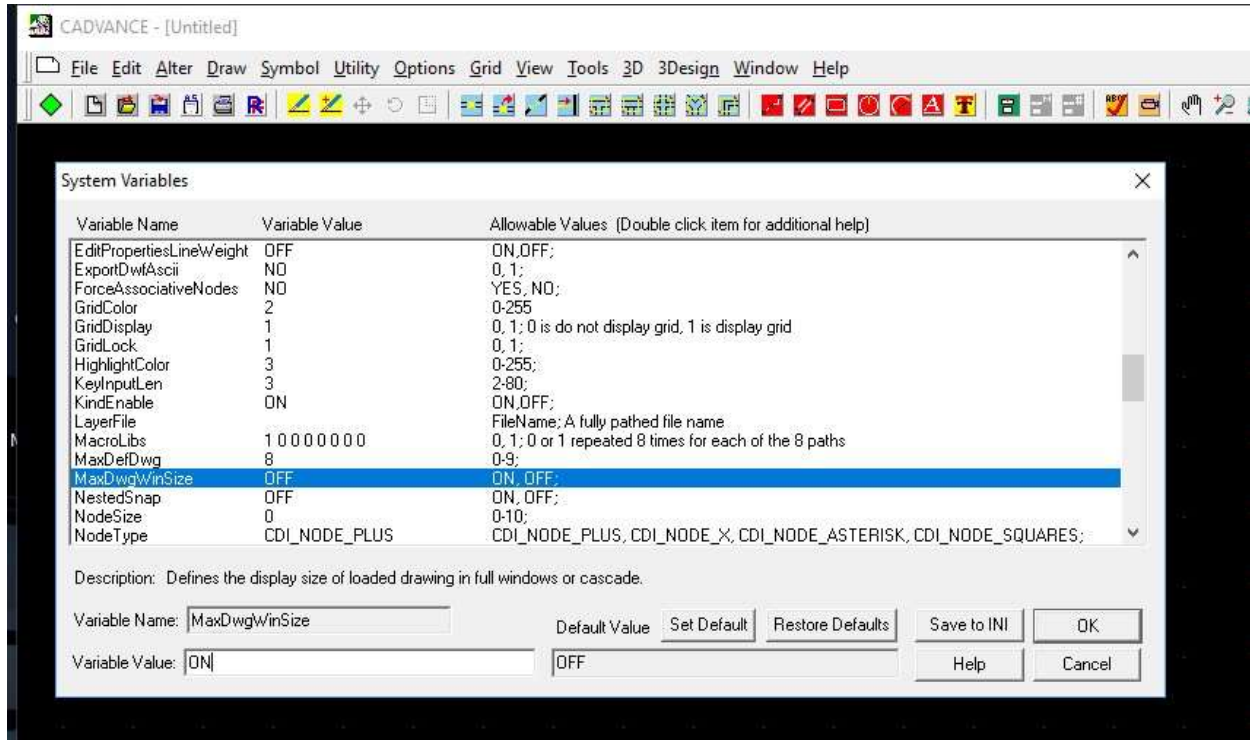 CADVANCE - [Untitled]
File Edit Alter Draw Symbol Utility Options Grid View Tools 3D 3Design Window Help
System Variables
Variable Name Variable Value Allowable Values (Double click item for additional help)
EditPropertiesLineWeight OFF ON,OFF;
ExportDwfAscii NO 0, 1;
ForceAssociativeNodes NO YES, NO;
GridColor 2 0-255
GridDisplay 1 0, 1; 0 is do not display grid, 1 is display grid
GridLock 1 0, 1;
HighlightColor 3 0-255;
KeyInputLen 3 2-80;
KindEnable ON ON,OFF;
LayerFile FileName; A fully pathed file name
MacroLibs 1 0 0 0 0 0 0 0 0, 1; 0 or 1 repeated 8 times for each of the 8 paths
MaxDefDwg 8 0-9;
MaxDwgWinSize OFF ON, OFF;
NestedSnap OFF ON, OFF;
NodeSize 0 0-10;
NodeType CDI_NODE_PLUS CDI_NODE_PLUS, CDI_NODE_X, CDI_NODE_ASTERISK, CDI_NODE_SQUARES;
Description: Defines the display size of loaded drawing in full windows or cascade.
Variable Name: MaxDwgWinSize Default Value Set Default Restore Defaults Save to INI OK
Variable Value: ON OFF Help Cancel